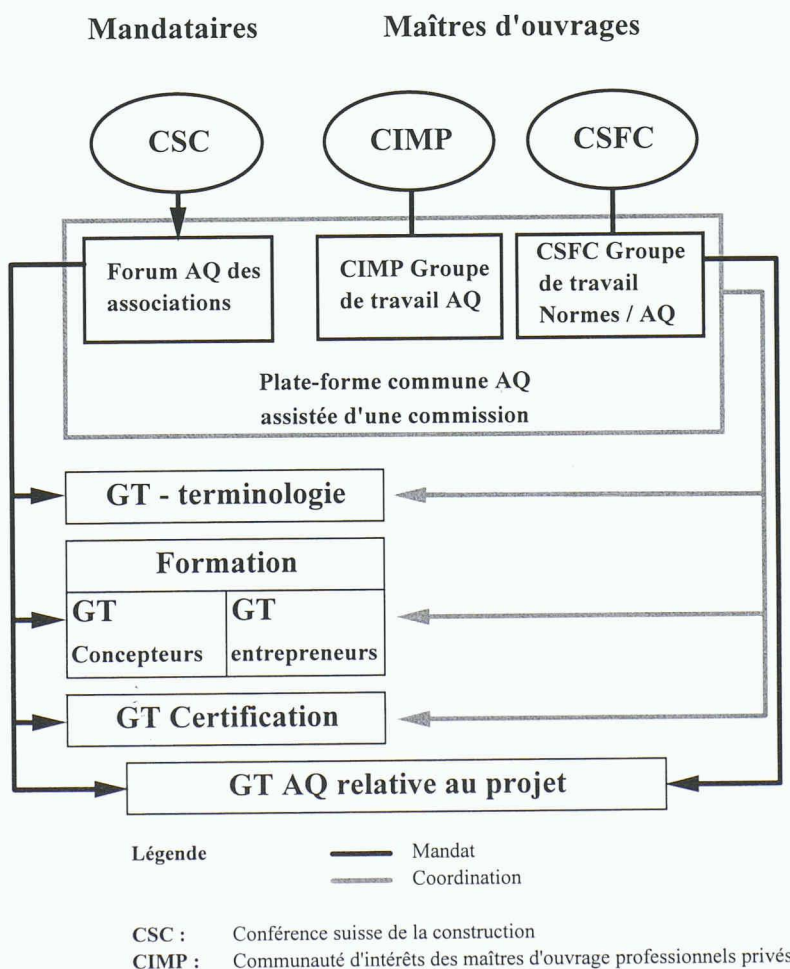 Mandataires
Maîtres d'ouvrages
CSC
CIMP
CSFC
Forum AQ des
associations
CIMP Groupe
de travail AQ
CSFC Groupe
de travail
Normes / AQ
Plate-forme commune AQ
assistée d'une commission
GT - terminologie
Formation
GT
Concepteurs
GT
entrepreneurs
GT Certification
GT AQ relative au projet
Légende
Mandat
Coordination
CSC : Conférence suisse de la construction
CIMP : Communauté d'intérêts des maîtres d'ouvrage professionnels privés